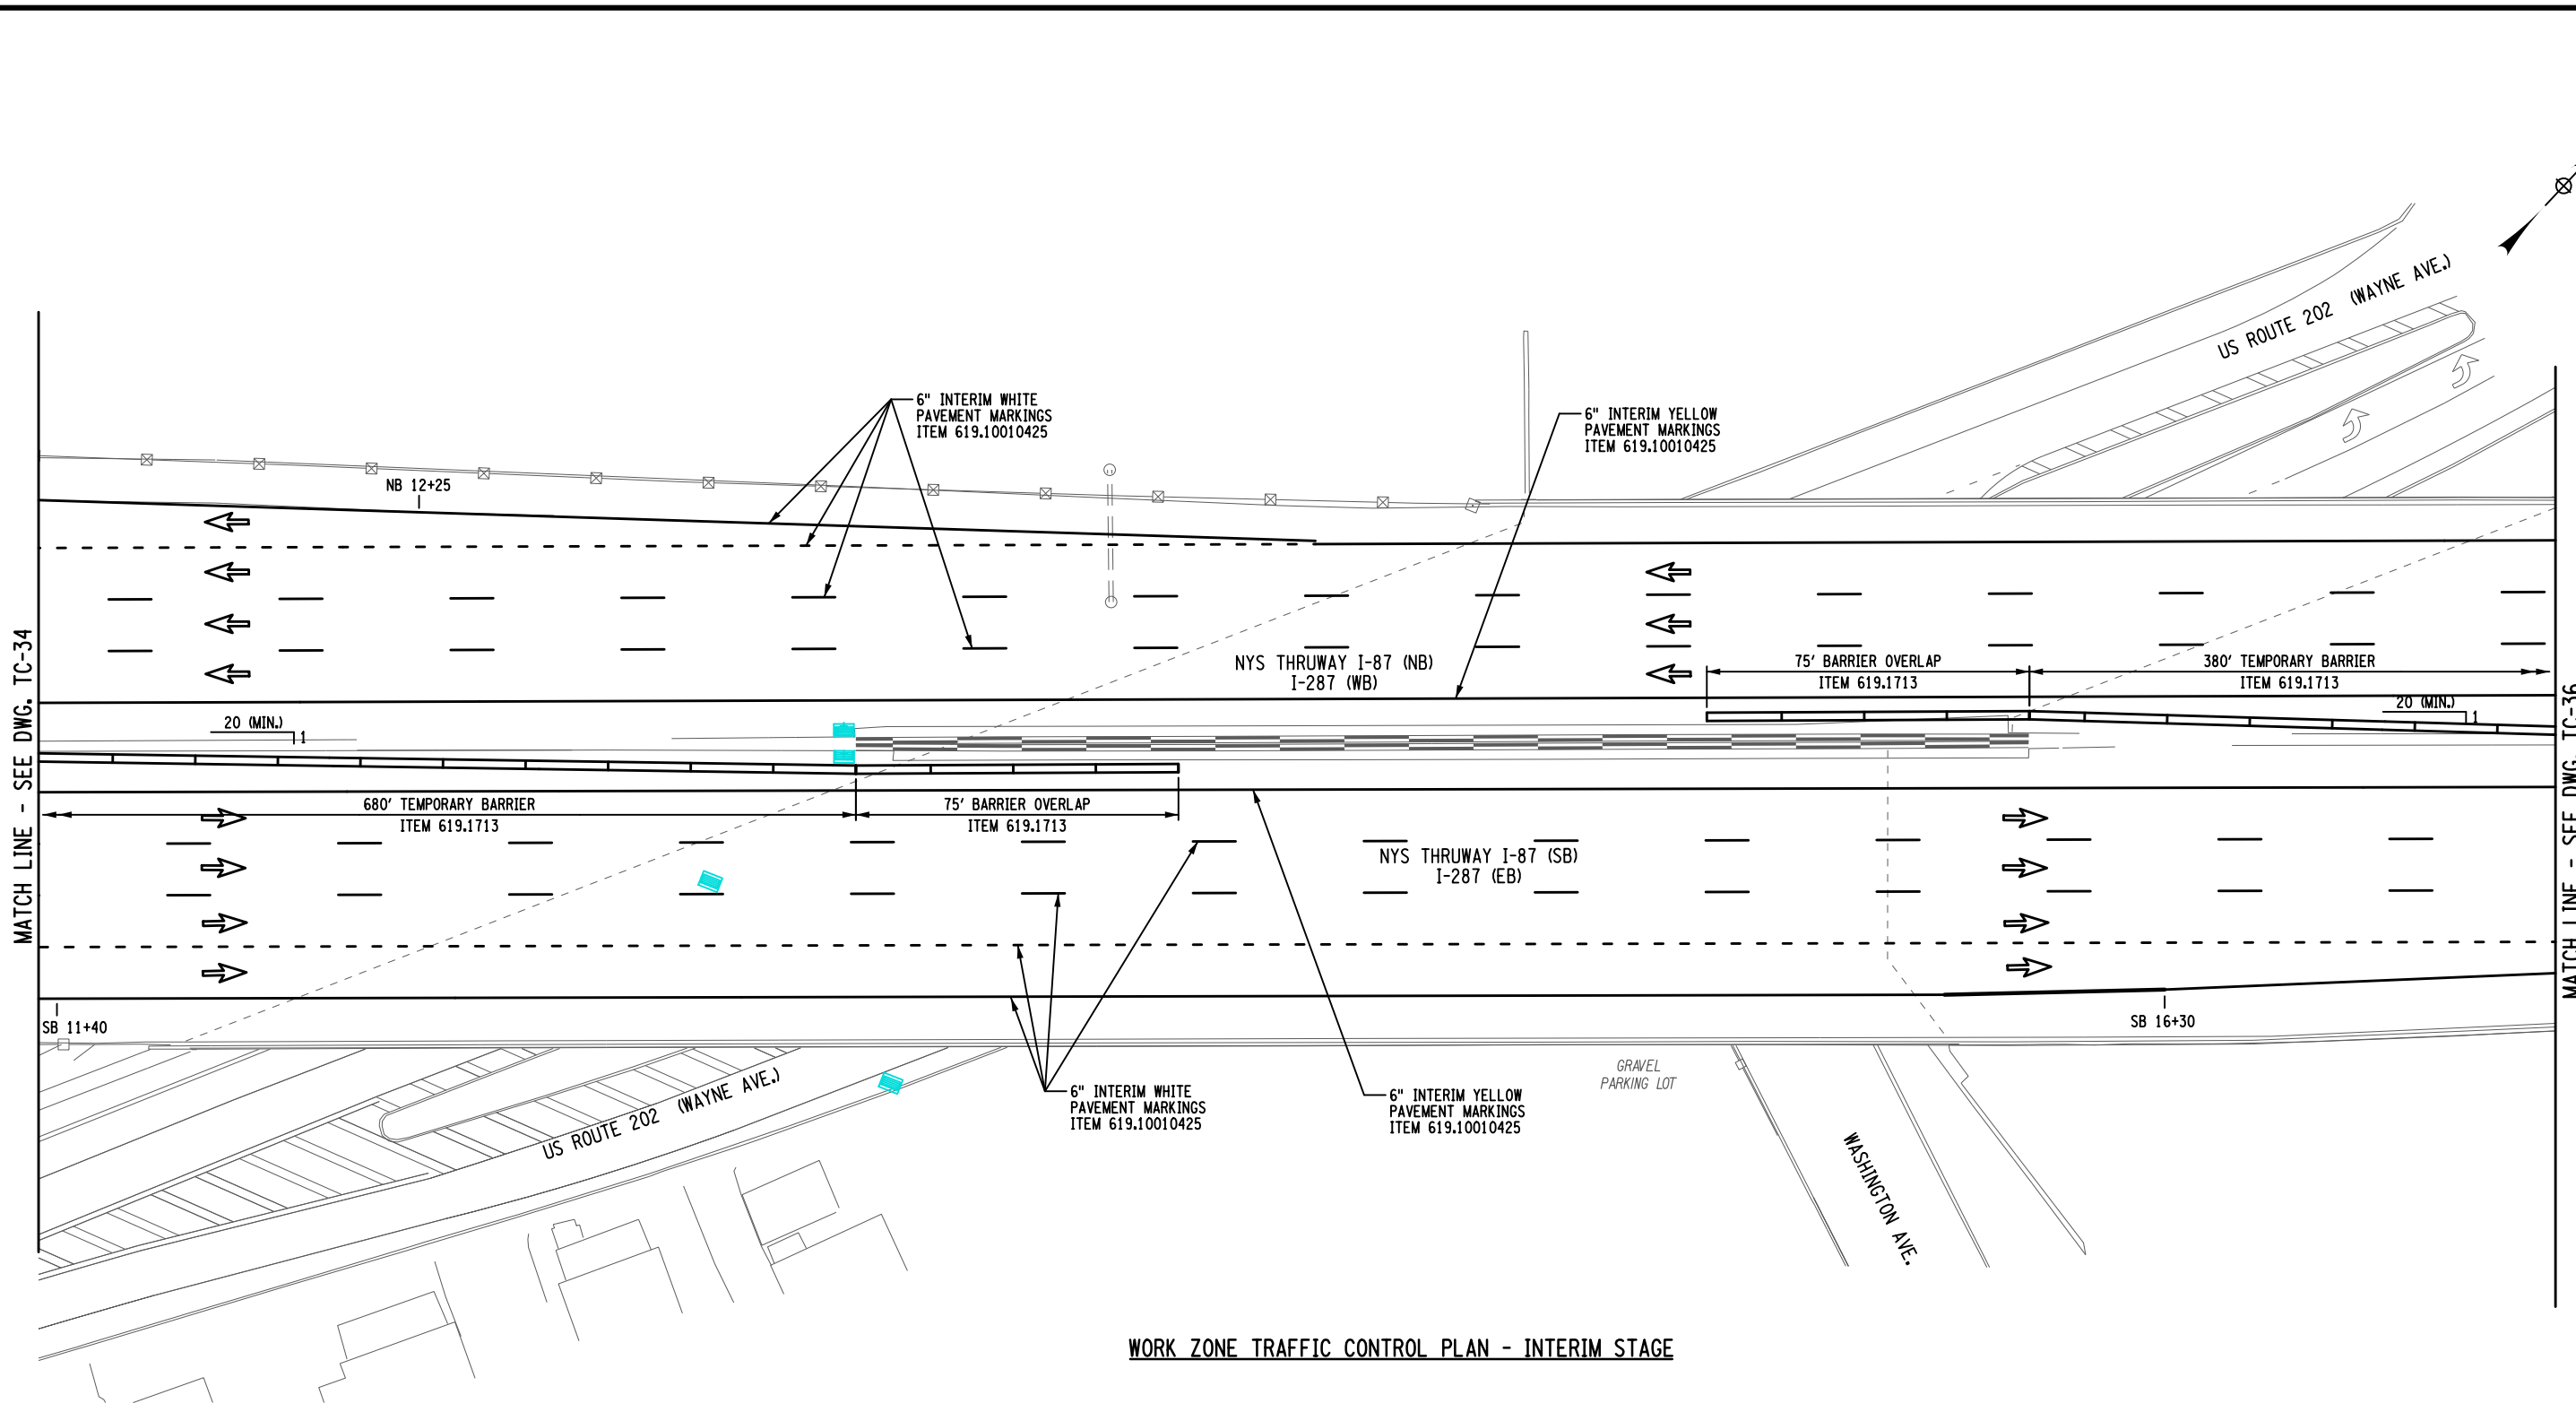 US ROUTE 202 (WAYNE AVE.)
6" INTERIM WHITE
PAVEMENT MARKINGS
ITEM 619.10010425
6" INTERIM YELLOW
PAVEMENT MARKINGS
ITEM 619.10010425
NB 12+25
MATCH LINE - SEE DWG. TC-34
NYS THRUWAY I-87 (NB)
I-287 (WB)
75' BARRIER OVERLAP
ITEM 619.1713
380' TEMPORARY BARRIER
ITEM 619.1713
20 (MIN.)
1
20 (MIN.)
1
MATCH LINE - SEE DWG. TC-36
680' TEMPORARY BARRIER
ITEM 619.1713
75' BARRIER OVERLAP
ITEM 619.1713
NYS THRUWAY I-87 (SB)
I-287 (EB)
SB 11+40
SB 16+30
US ROUTE 202 (WAYNE AVE.)
6" INTERIM WHITE
PAVEMENT MARKINGS
ITEM 619.10010425
6" INTERIM YELLOW
PAVEMENT MARKINGS
ITEM 619.10010425
GRAVEL
PARKING LOT
WASHINGTON AVE.
WORK ZONE TRAFFIC CONTROL PLAN - INTERIM STAGE